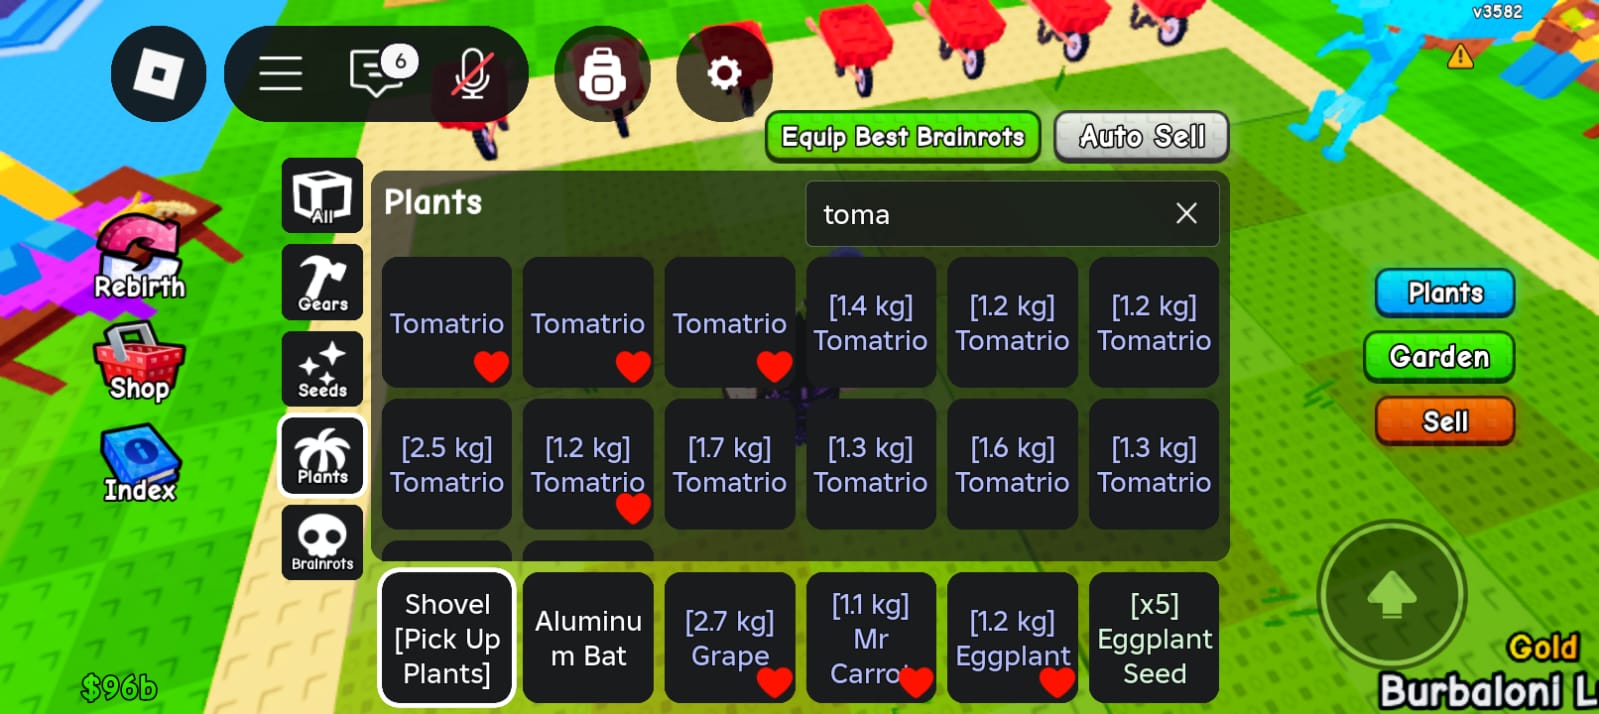 v3582
6
Equip Best Brainrots
Auto Sell
All
Plants
toma
Gears
Rebirth
Tomatrio
Tomatrio
Tomatrio
[1.4 kg]
Tomatrio
[1.2 kg]
Tomatrio
[1.2 kg]
Tomatrio
Plants
Garden
Sell
Seeds
Shop
Plants
Index
[2.5 kg]
Tomatrio
[1.2 kg]
Tomatrio
[1.7 kg]
Tomatrio
[1.3 kg]
Tomatrio
[1.6 kg]
Tomatrio
[1.3 kg]
Tomatrio
Brainrots
Shovel
[Pick Up
Plants]
Aluminu
m Bat
[2.7 kg]
Grape
[1.1 kg]
Mr
Carrot
[1.2 kg]
Eggplant
[x5]
Eggplant
Seed
$96b
Gold
Burbaloni L